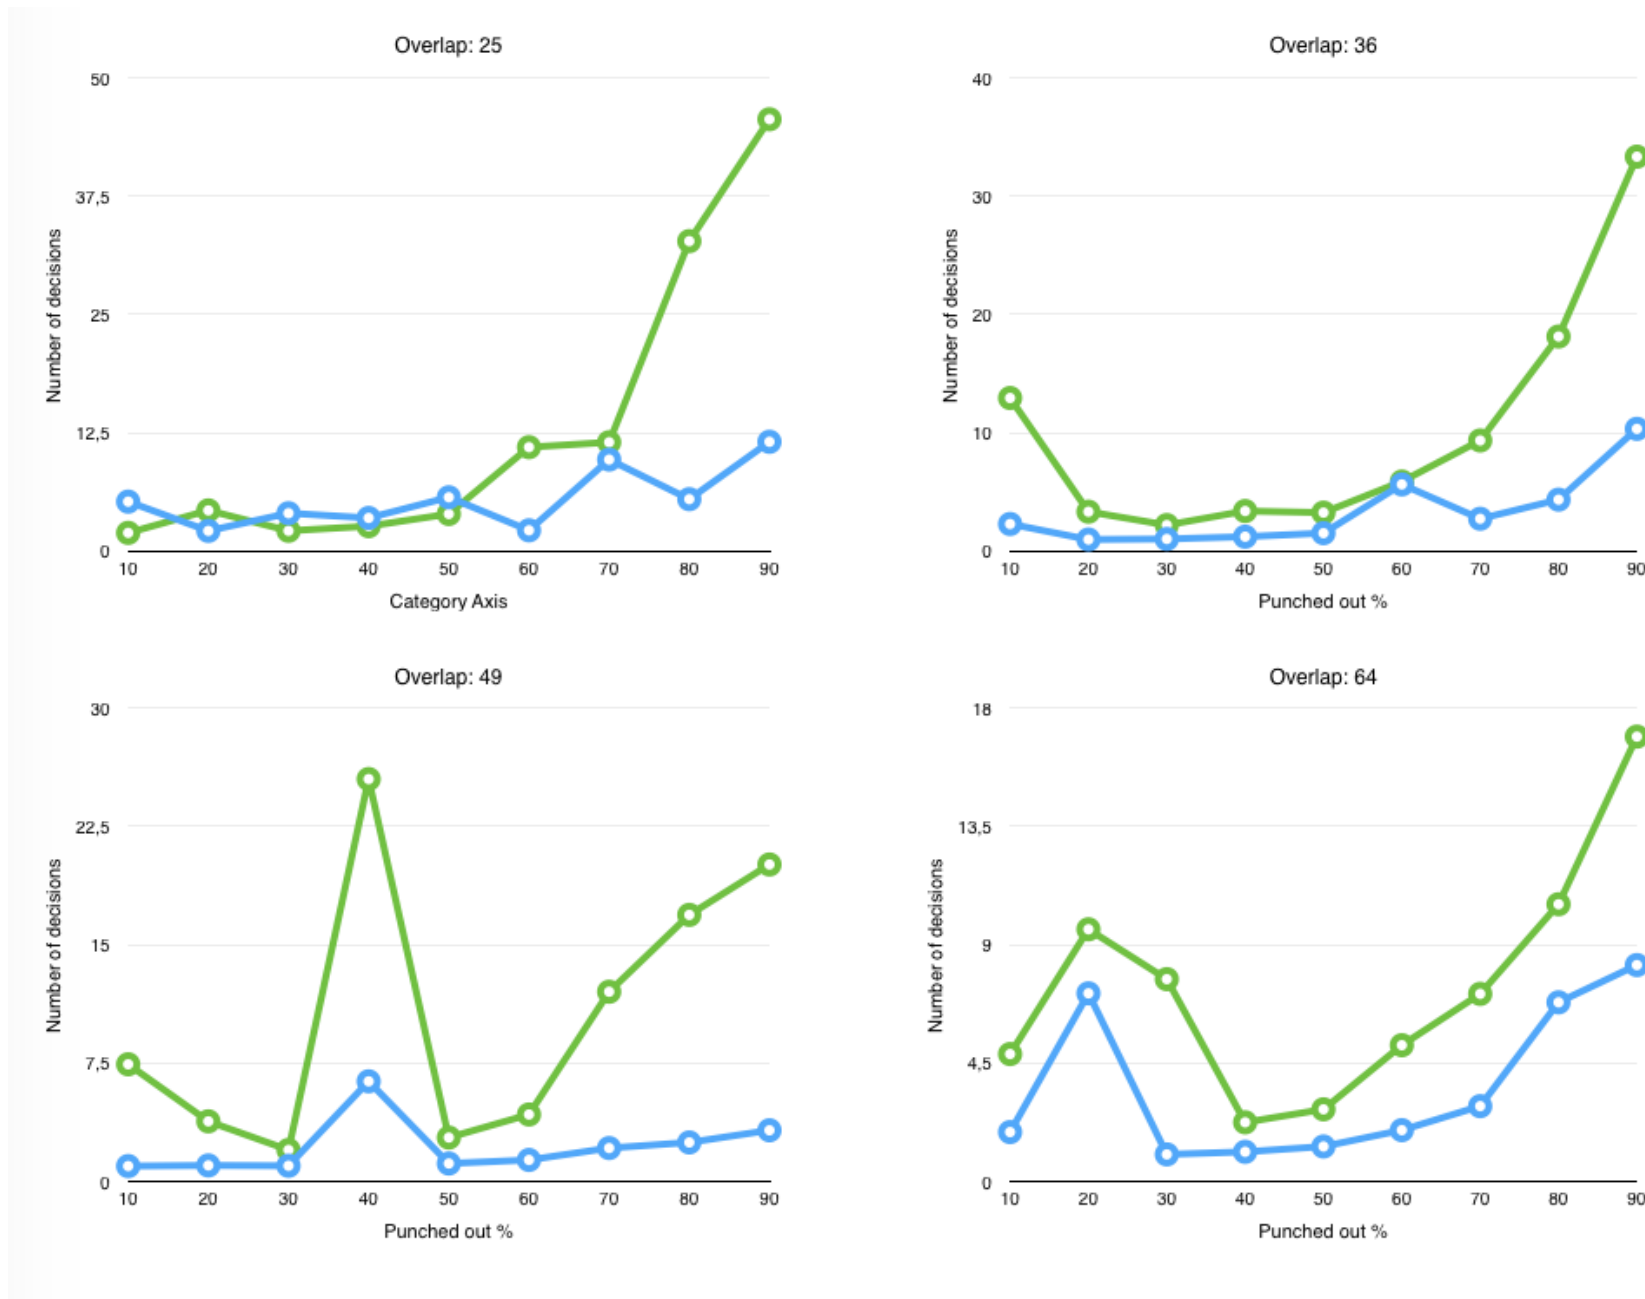 Overlap: 25
50
37,5
25
12,5
0
Number of decisions
10 20 30 40 50 60 70 80 90
Category Axis
Overlap: 36
40
30
20
10
0
Number of decisions
10 20 30 40 50 60 70 80 90
Punched out %
Overlap: 49
30
22,5
15
7,5
0
Number of decisions
10 20 30 40 50 60 70 80 90
Punched out %
Overlap: 64
18
13,5
9
4,5
0
Number of decisions
10 20 30 40 50 60 70 80 90
Punched out %